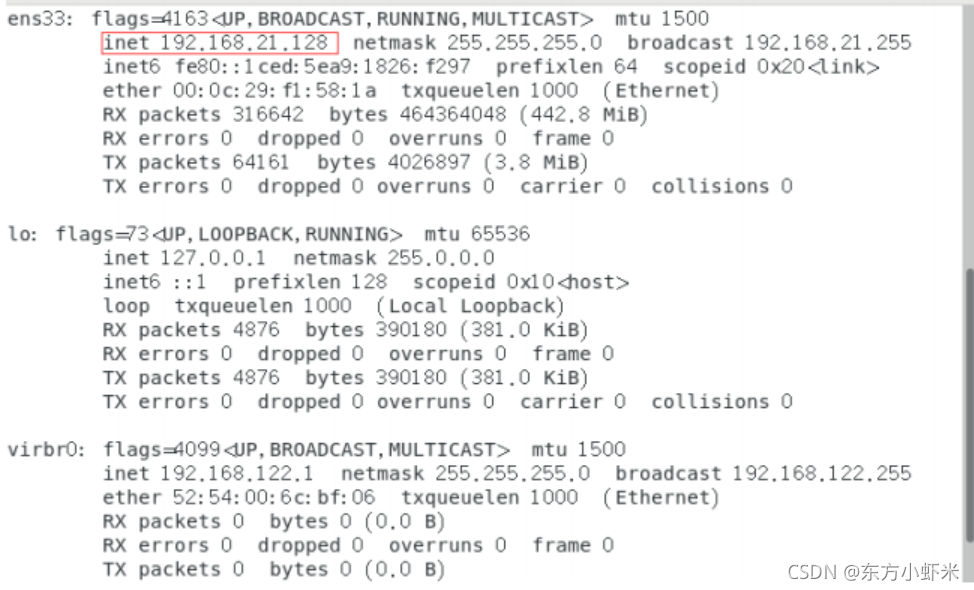 ens33: flags=4163<UP,BROADCAST,RUNNING,MULTICAST> mtu 1500
inet 192.168.21.128 netmask 255.255.255.0 broadcast 192.168.21.255
inet6 fe80::1ced:5ea9:1826:f297 prefixlen 64 scopeid 0x20<link>
ether 00:0c:29:f1:58:1a txqueuelen 1000 (Ethernet)
RX packets 316642 bytes 464364048 (442.8 MiB)
RX errors 0 dropped 0 overruns 0 frame 0
TX packets 64161 bytes 4026897 (3.8 MiB)
TX errors 0 dropped 0 overruns 0 carrier 0 collisions 0
lo: flags=73<UP,LOOPBACK,RUNNING> mtu 65536
inet 127.0.0.1 netmask 255.0.0.0
inet6 ::1 prefixlen 128 scopeid 0x10<host>
loop txqueuelen 1000 (Local Loopback)
RX packets 4876 bytes 390180 (381.0 KiB)
RX errors 0 dropped 0 overruns 0 frame 0
TX packets 4876 bytes 390180 (381.0 KiB)
TX errors 0 dropped 0 overruns 0 carrier 0 collisions 0
virbr0: flags=4099<UP,BROADCAST,MULTICAST> mtu 1500
inet 192.168.122.1 netmask 255.255.255.0 broadcast 192.168.122.255
ether 52:54:00:6c:bf:06 txqueuelen 1000 (Ethernet)
RX packets 0 bytes 0 (0.0 B)
RX errors 0 dropped 0 overruns 0 frame 0
TX packets 0 bytes 0 (0.0 B)
CSDN @东方小虾米